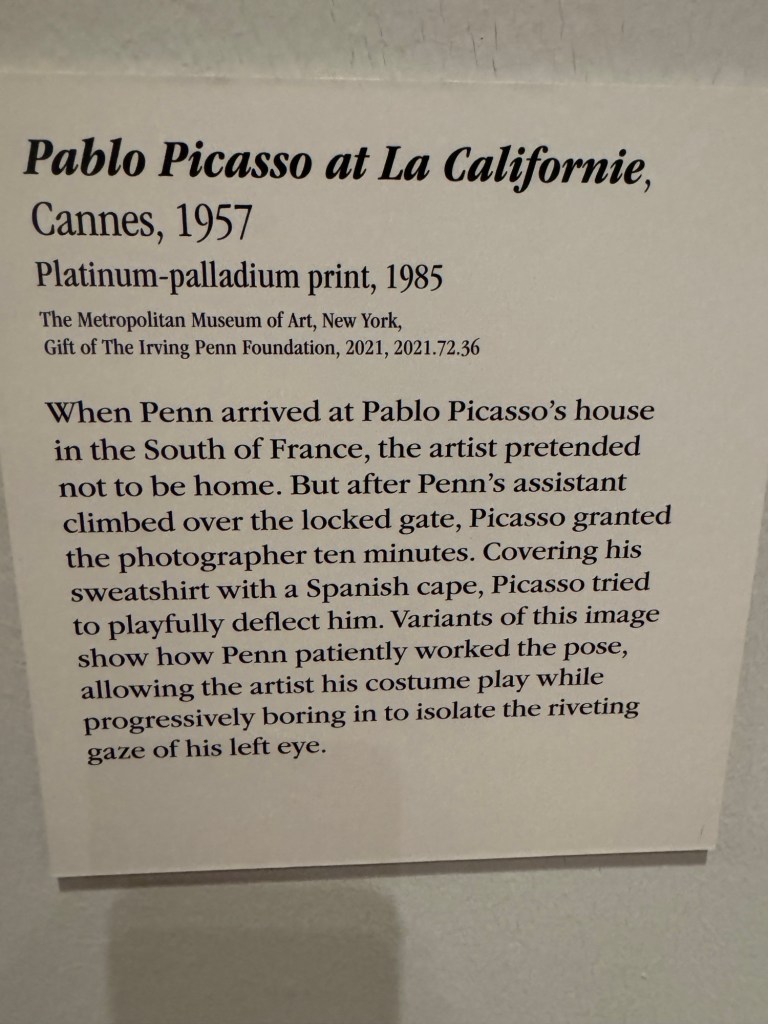 Pablo Picasso at La Californie,
Cannes, 1957
Platinum-palladium print, 1985
The Metropolitan Museum of Art, New York,
Gift of The Irving Penn Foundation, 2021, 2021.72.36
When Penn arrived at Pablo Picasso’s house
in the South of France, the artist pretended
not to be home. But after Penn’s assistant
climbed over the locked gate, Picasso granted
the photographer ten minutes. Covering his
sweatshirt with a Spanish cape, Picasso tried
to playfully deflect him. Variants of this image
show how Penn patiently worked the pose,
allowing the artist his costume play while
progressively boring in to isolate the riveting
gaze of his left eye.